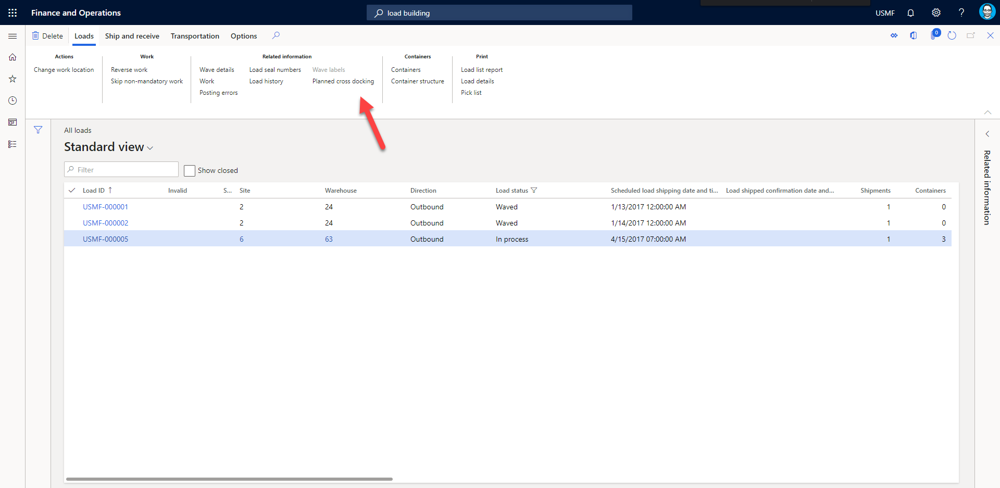 Finance and Operations
load building
USMF
Delete
Loads
Ship and receive
Transportation
Options
0
Actions
Change work location
Work
Reverse work
Skip non-mandatory work
Related information
Wave details
Work
Posting errors
Load seal numbers
Load history
Wave labels
Planned cross docking
Containers
Containers
Container structure
Print
Load list report
Load details
Pick list
All loads
Standard view
Filter
Show closed
Load ID Invalid S... Site Warehouse Direction Load status Scheduled load shipping date and ti... Load shipped confirmation date and... Shipments Containers
USMF-000001 2 24 Outbound Waved 1/13/2017 12:00:00 AM 1 0
USMF-000002 2 24 Outbound Waved 1/14/2017 12:00:00 AM 1 0
USMF-000005 6 63 Outbound In process 4/15/2017 07:00:00 AM 1 3
Related information